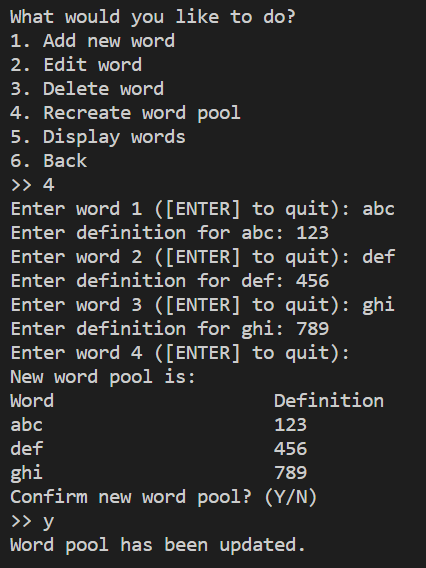 What would you like to do?
1. Add new word
2. Edit word
3. Delete word
4. Recreate word pool
5. Display words
6. Back
>> 4
Enter word 1 ([ENTER] to quit): abc
Enter definition for abc: 123
Enter word 2 ([ENTER] to quit): def
Enter definition for def: 456
Enter word 3 ([ENTER] to quit): ghi
Enter definition for ghi: 789
Enter word 4 ([ENTER] to quit):
New word pool is:
Word                    Definition
abc                     123
def                     456
ghi                     789
Confirm new word pool? (Y/N)
>> y
Word pool has been updated.